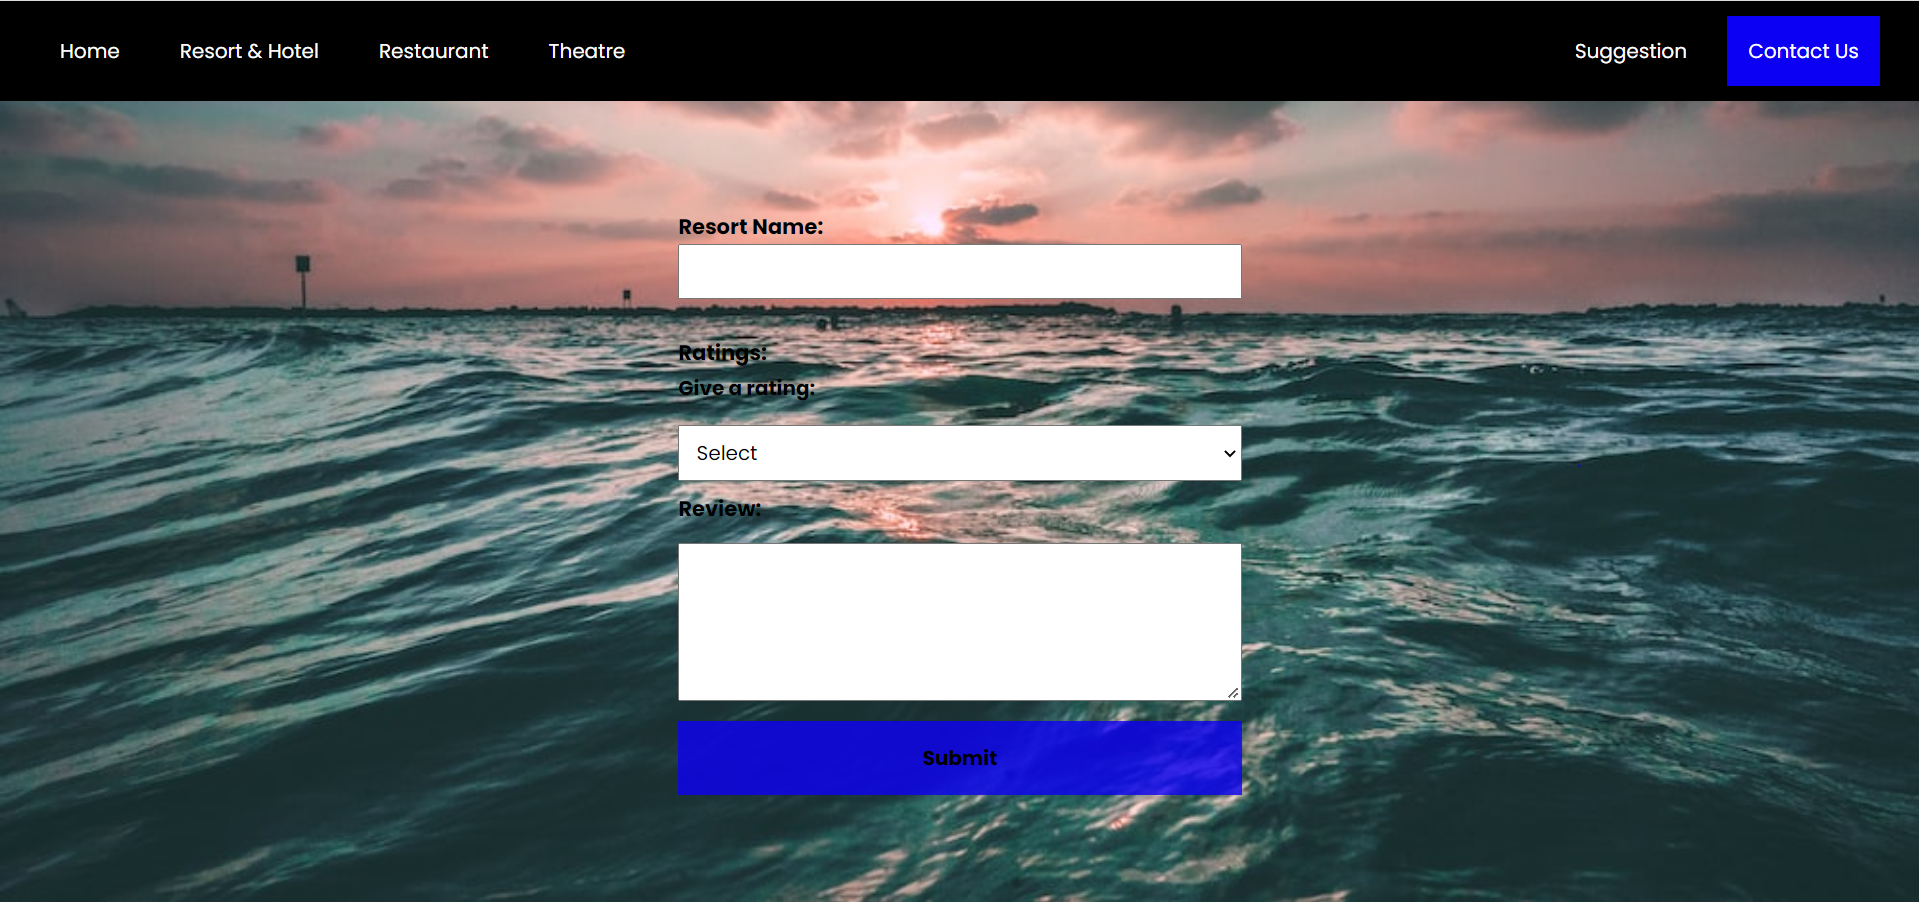 Home Resort & Hotel Restaurant Theatre Suggestion Contact Us
Resort Name:
Ratings:
Give a rating:
Select
Review:
Submit